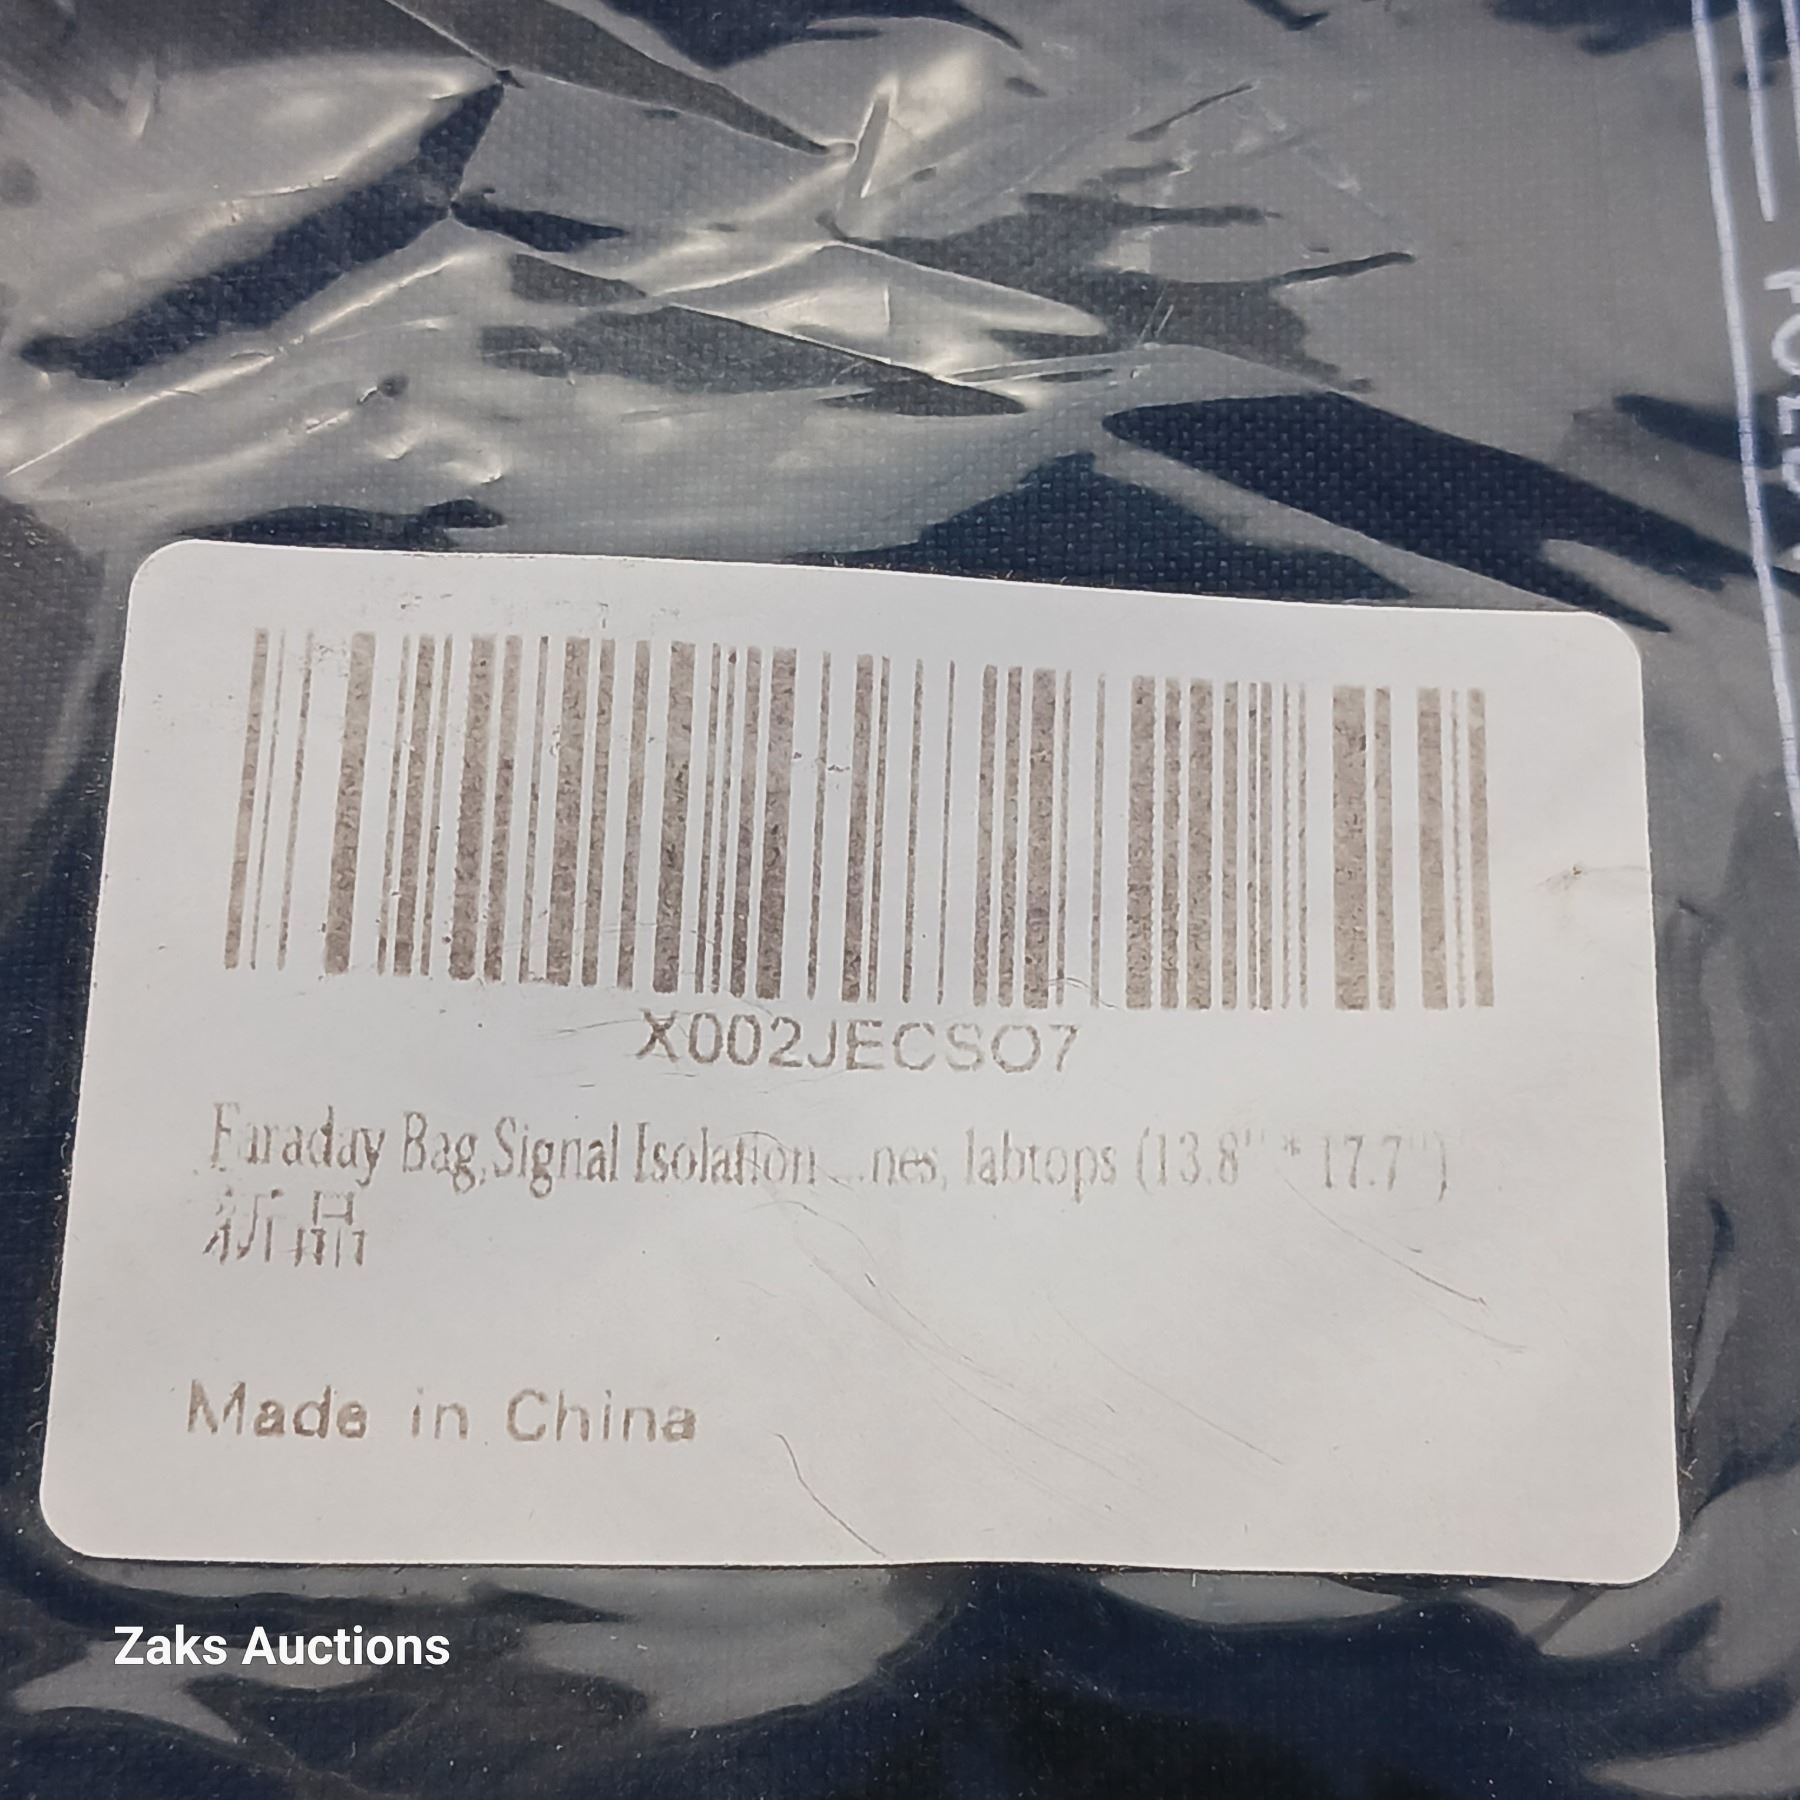 X002JECSO7
Faraday Bag,Signal Isolation ...nes, labtops (13.8" * 17.7")
新品
Made in China
Zaks Auctions